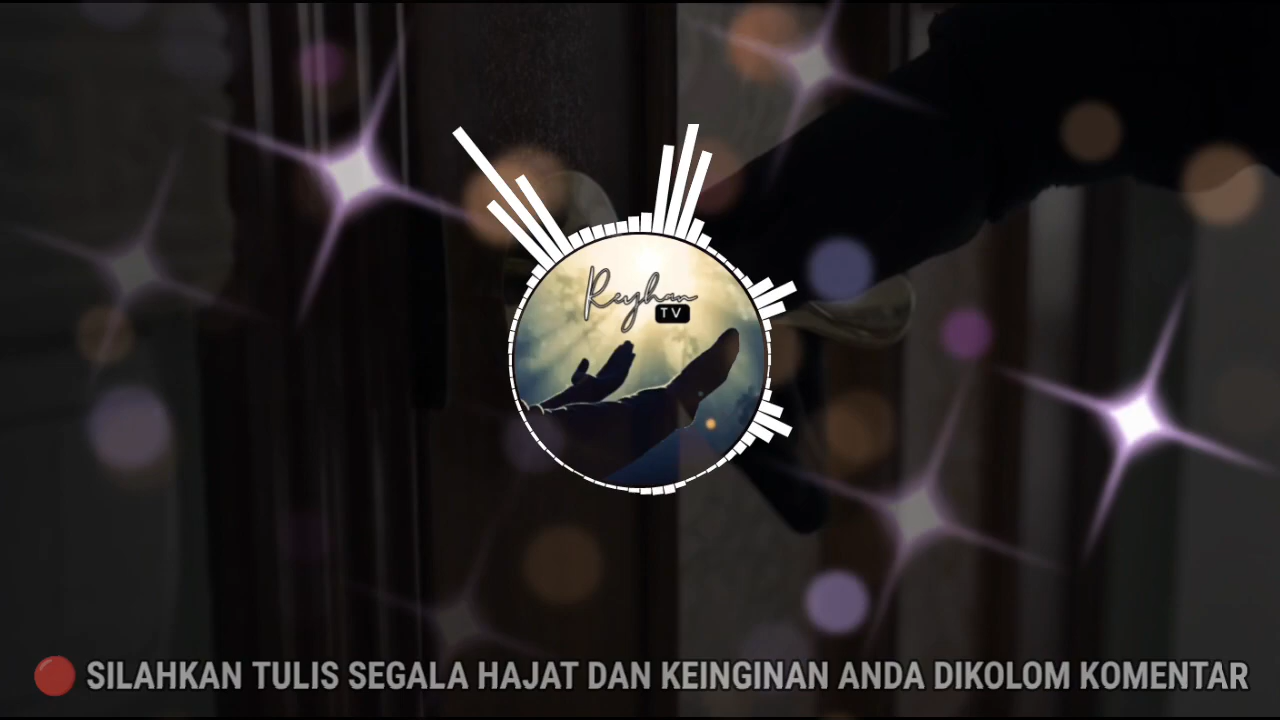 Reyhan
TV
SILAHKAN TULIS SEGALA HAJAT DAN KEINGINAN ANDA DIKOLOM KOMENTAR